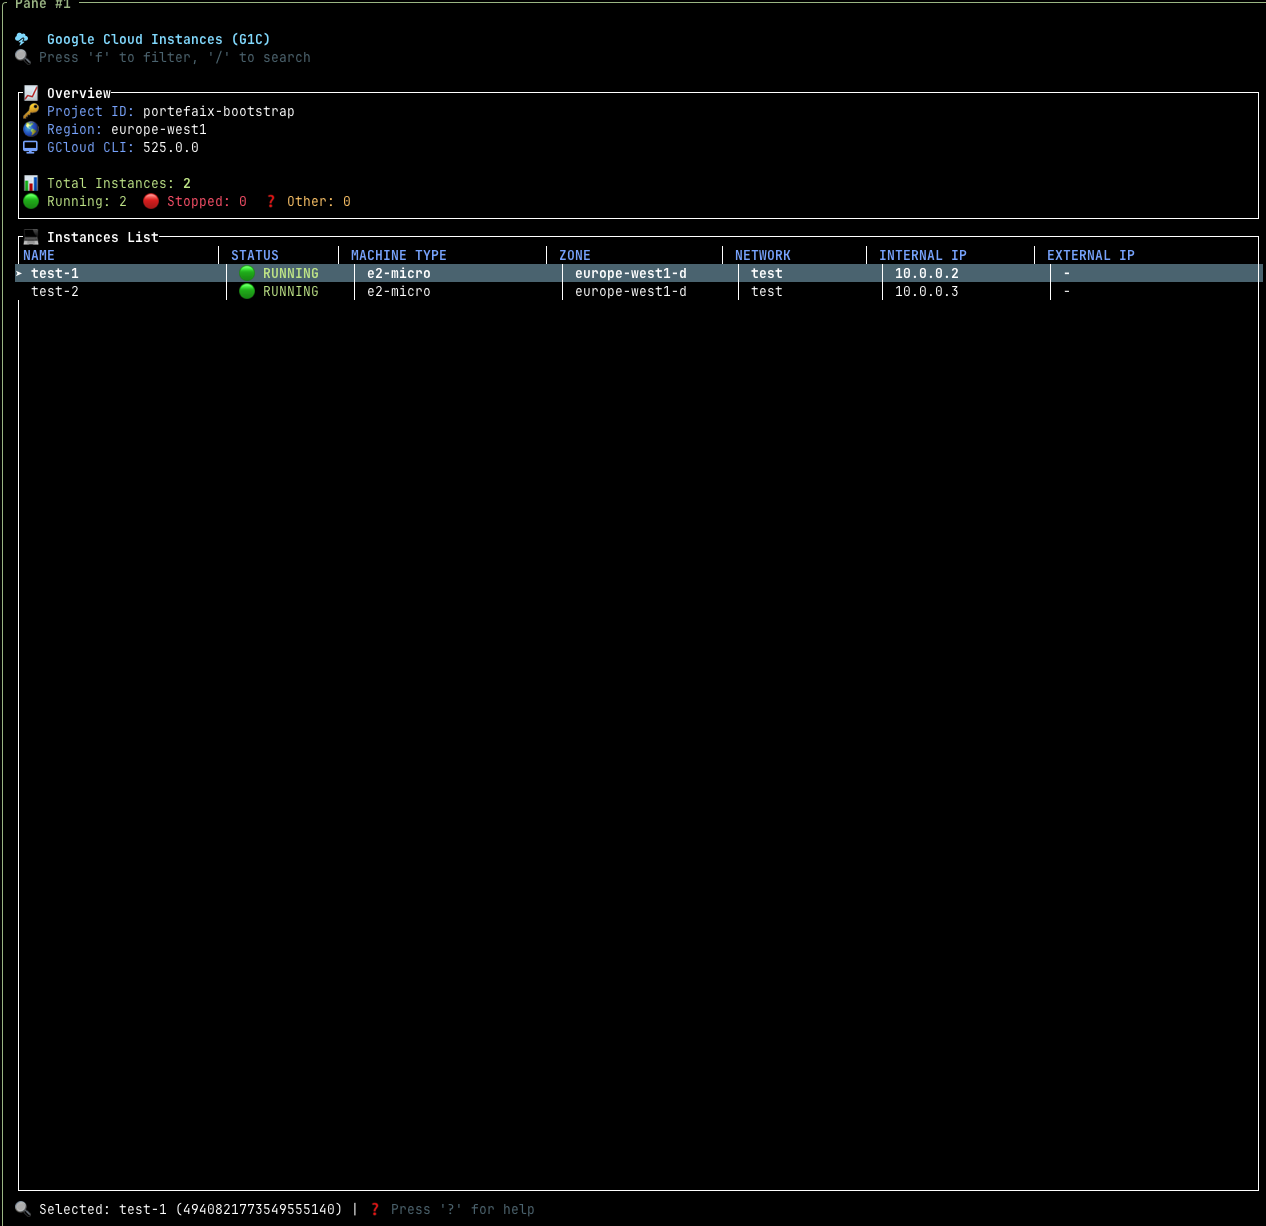 Pane #1
Google Cloud Instances (G1C)
Press 'f' to filter, '/' to search
Overview
Project ID: portefaix-bootstrap
Region: europe-west1
GCloud CLI: 525.0.0
Total Instances: 2
Running: 2 Stopped: 0 ? Other: 0
Instances List
NAME STATUS MACHINE TYPE ZONE NETWORK INTERNAL IP EXTERNAL IP
➤ test-1 RUNNING e2-micro europe-west1-d test 10.0.0.2 -
test-2 RUNNING e2-micro europe-west1-d test 10.0.0.3 -
Selected: test-1 (4940821773549555140) | ? Press '?' for help